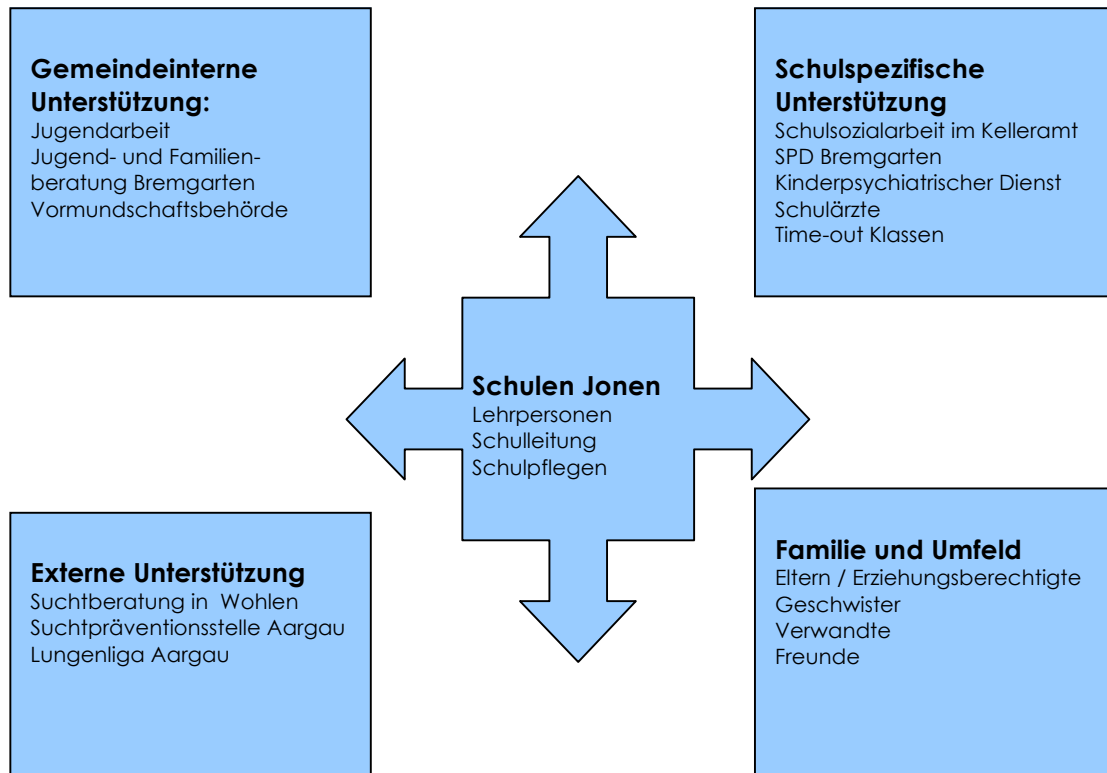 Gemeindeinterne
Unterstützung:
Jugendarbeit
Jugend- und Familien-
beratung Bremgarten
Vormundschaftsbehörde
Schulspezifische
Unterstützung
Schulsozialarbeit im Kelleramt
SPD Bremgarten
Kinderpsychiatrischer Dienst
Schulärzte
Time-out Klassen
Schulen Jonen
Lehrpersonen
Schulleitung
Schulpflegen
Externe Unterstützung
Suchtberatung in  Wohlen
Suchtpräventionsstelle Aargau
Lungenliga Aargau
Familie und Umfeld
Eltern / Erziehungsberechtigte
Geschwister
Verwandte
Freunde